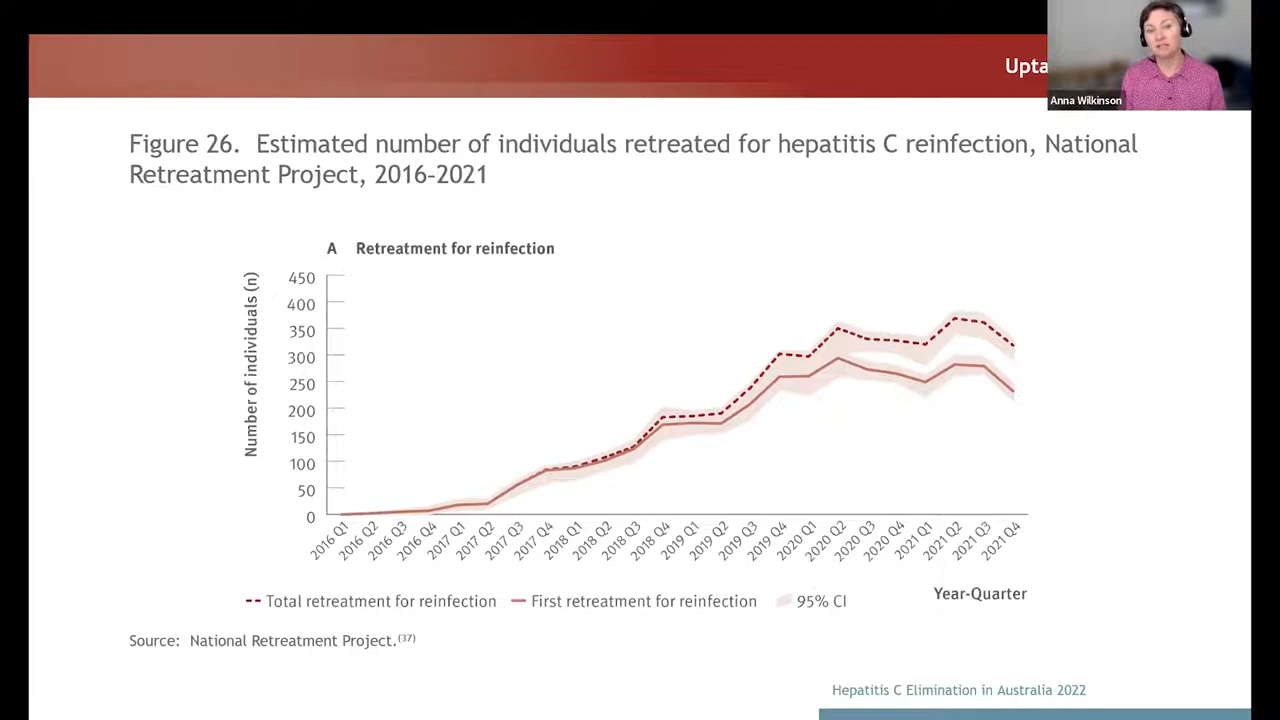 Upta
Anna Wilkinson
Figure 26. Estimated number of individuals retreated for hepatitis C reinfection, National
Retreatment Project, 2016–2021
A Retreatment for reinfection
Number of individuals (n)
450
400
350
300
250
200
150
100
50
0
2016 Q1
2016 Q2
2016 Q3
2016 Q4
2017 Q1
2017 Q2
2017 Q3
2017 Q4
2018 Q1
2018 Q2
2018 Q3
2018 Q4
2019 Q1
2019 Q2
2019 Q3
2019 Q4
2020 Q1
2020 Q2
2020 Q3
2020 Q4
2021 Q1
2021 Q2
2021 Q3
2021 Q4
Year-Quarter
Total retreatment for reinfection First retreatment for reinfection 95% CI
Source: National Retreatment Project.(37)
Hepatitis C Elimination in Australia 2022